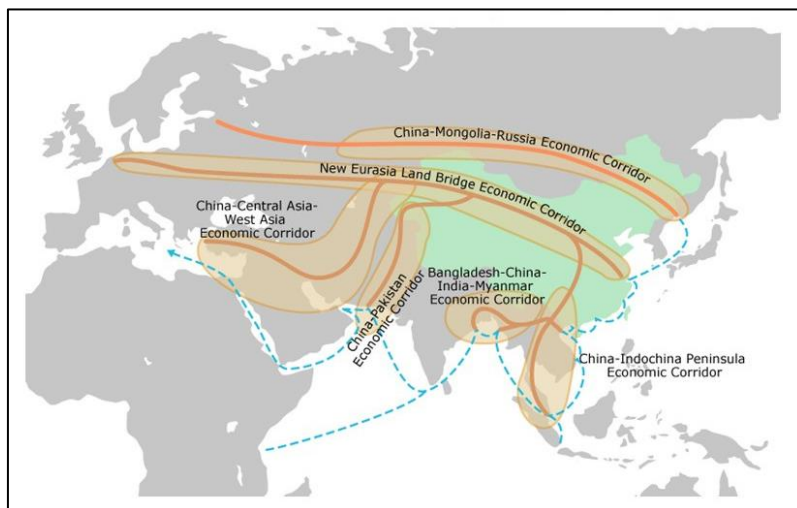 China-Mongolia-Russia Economic Corridor
New Eurasia Land Bridge Economic Corridor
China-Central Asia-
West Asia
Economic Corridor
China-Pakistan
Economic Corridor
Bangladesh-China-
India-Myanmar
Economic Corridor
China-Indochina Peninsula
Economic Corridor